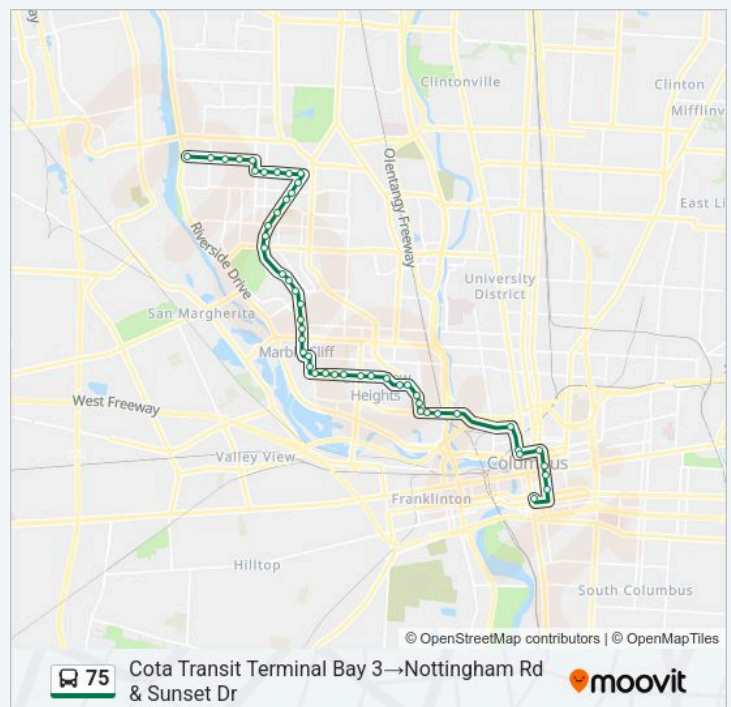 way
Clintonville
Clinton
Mifflinv
Olentangy Freeway
East Li
Riverside Drive
University
District
San Margherita
Marbl Cliff
West Freeway
Heights
Valley View
Columbus
Franklinton
Hilltop
South Columbus
© OpenStreetMap contributors | © OpenMapTiles
75
Cota Transit Terminal Bay 3→Nottingham Rd
& Sunset Dr
moovit